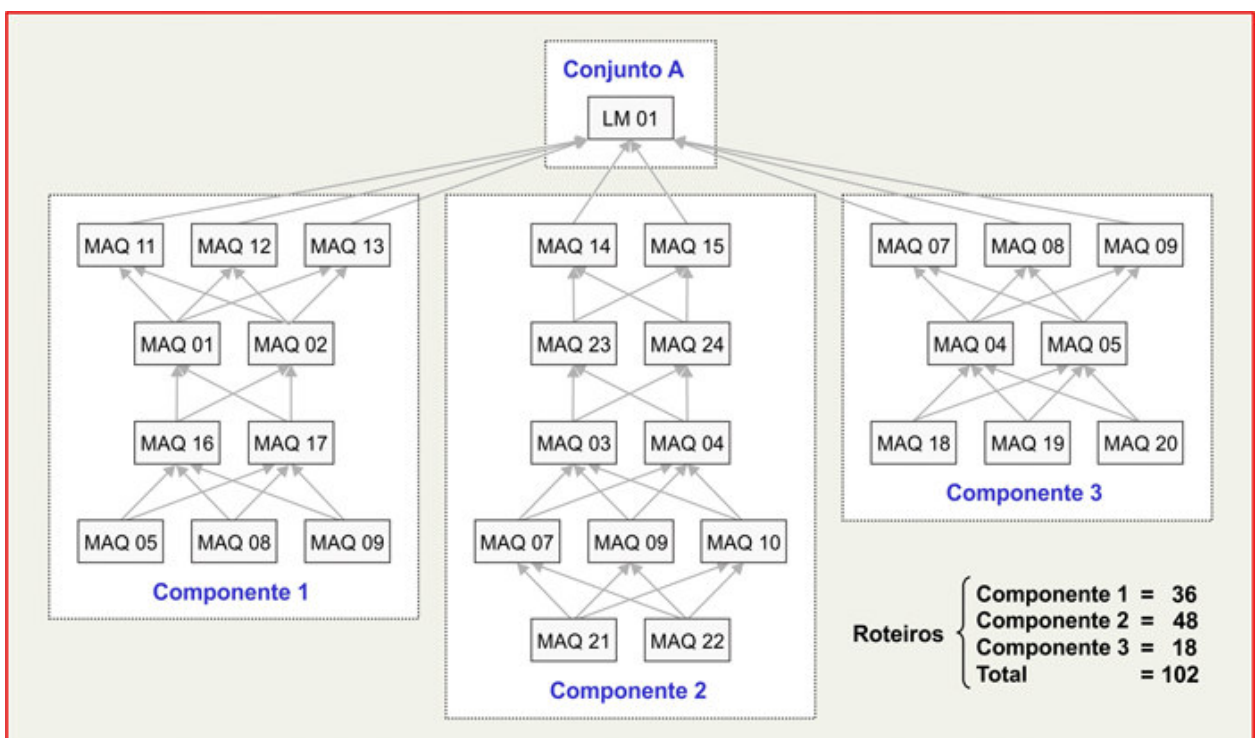 Conjunto A
LM 01
MAQ 11 MAQ 12 MAQ 13
MAQ 01 MAQ 02
MAQ 16 MAQ 17
MAQ 05 MAQ 08 MAQ 09
Componente 1
MAQ 14 MAQ 15
MAQ 23 MAQ 24
MAQ 03 MAQ 04
MAQ 07 MAQ 09 MAQ 10
MAQ 21 MAQ 22
Componente 2
MAQ 07 MAQ 08 MAQ 09
MAQ 04 MAQ 05
MAQ 18 MAQ 19 MAQ 20
Componente 3
Roteiros
Componente 1 = 36
Componente 2 = 48
Componente 3 = 18
Total = 102